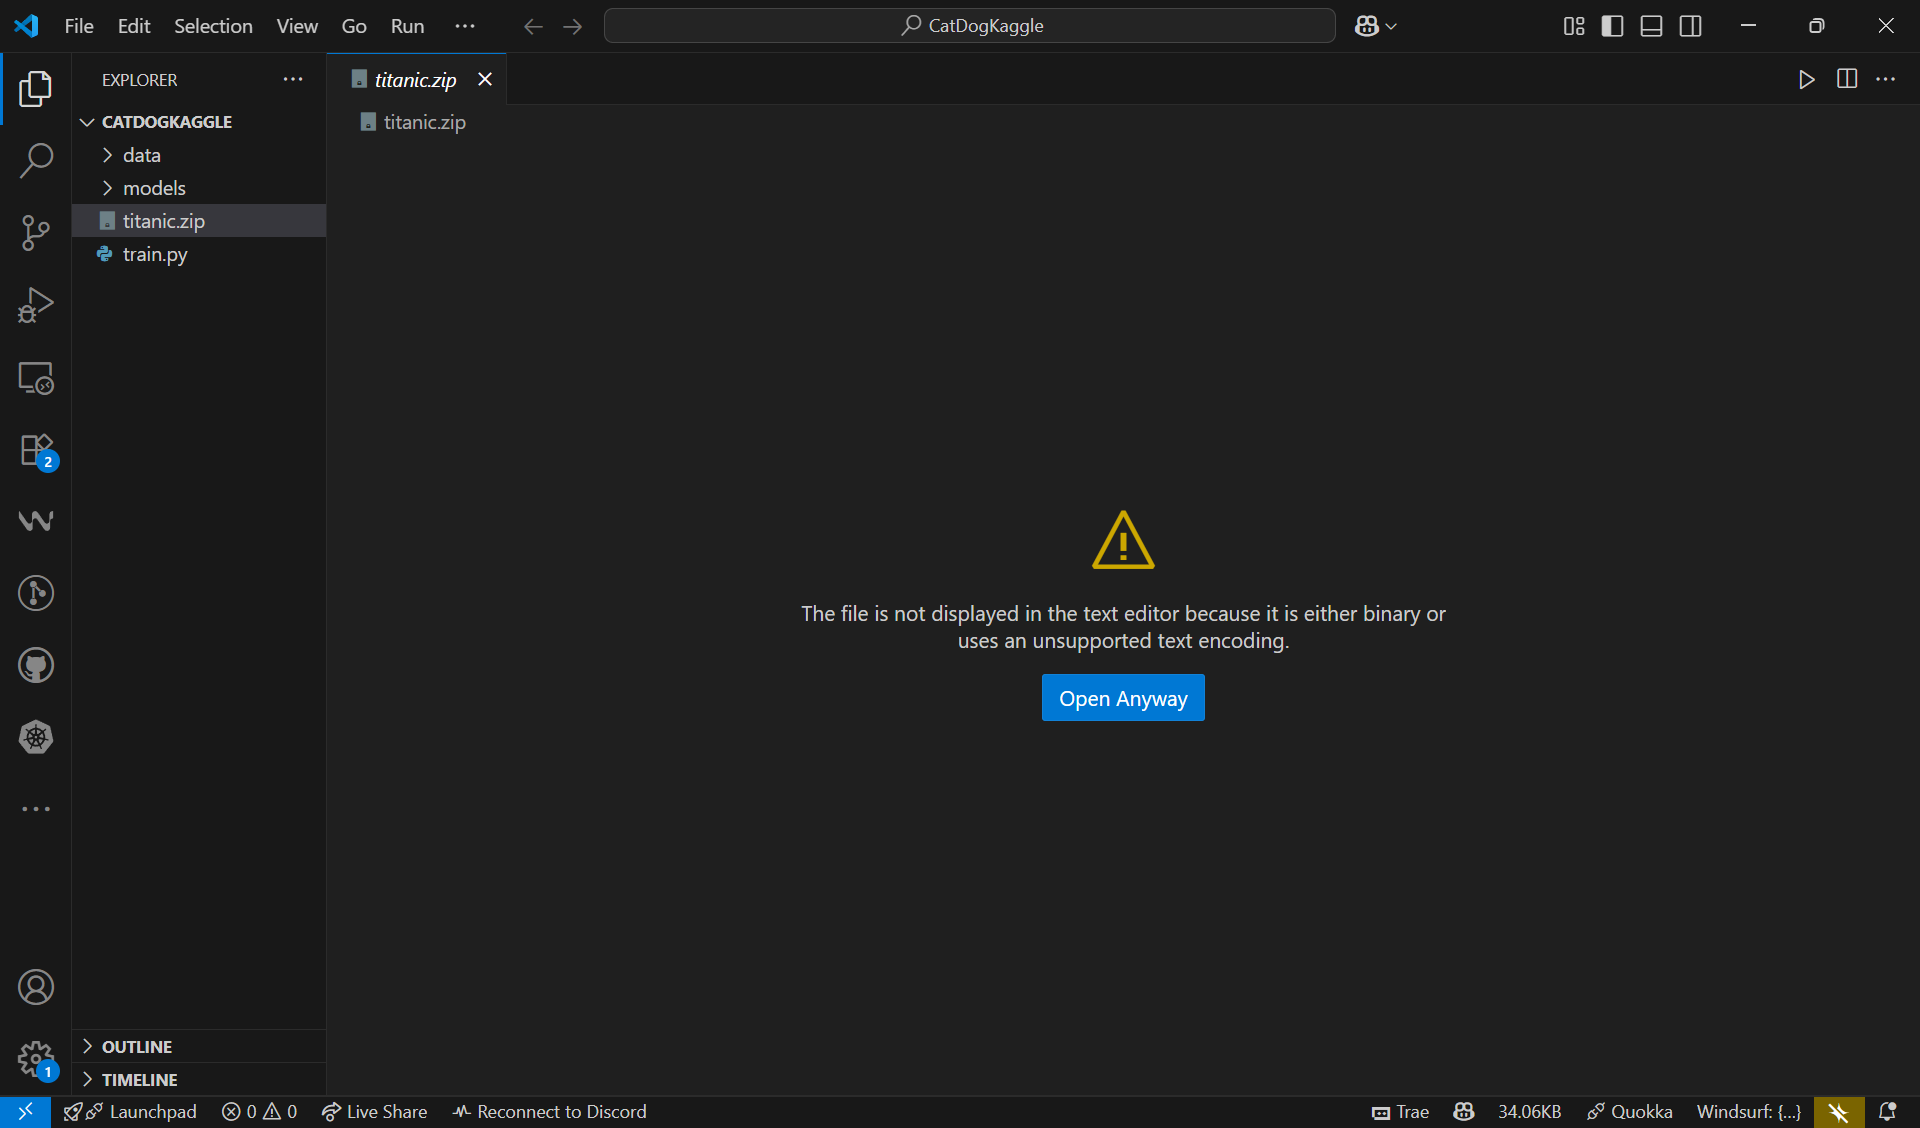 File Edit Selection View Go Run
CatDogKaggle
EXPLORER
titanic.zip
titanic.zip
CATDOGKAGGLE
data
models
titanic.zip
train.py
2
The file is not displayed in the text editor because it is either binary or
uses an unsupported text encoding.
Open Anyway
OUTLINE
1
TIMELINE
Launchpad 0 0 Live Share Reconnect to Discord Trae 34.06KB Quokka Windsurf: {...}